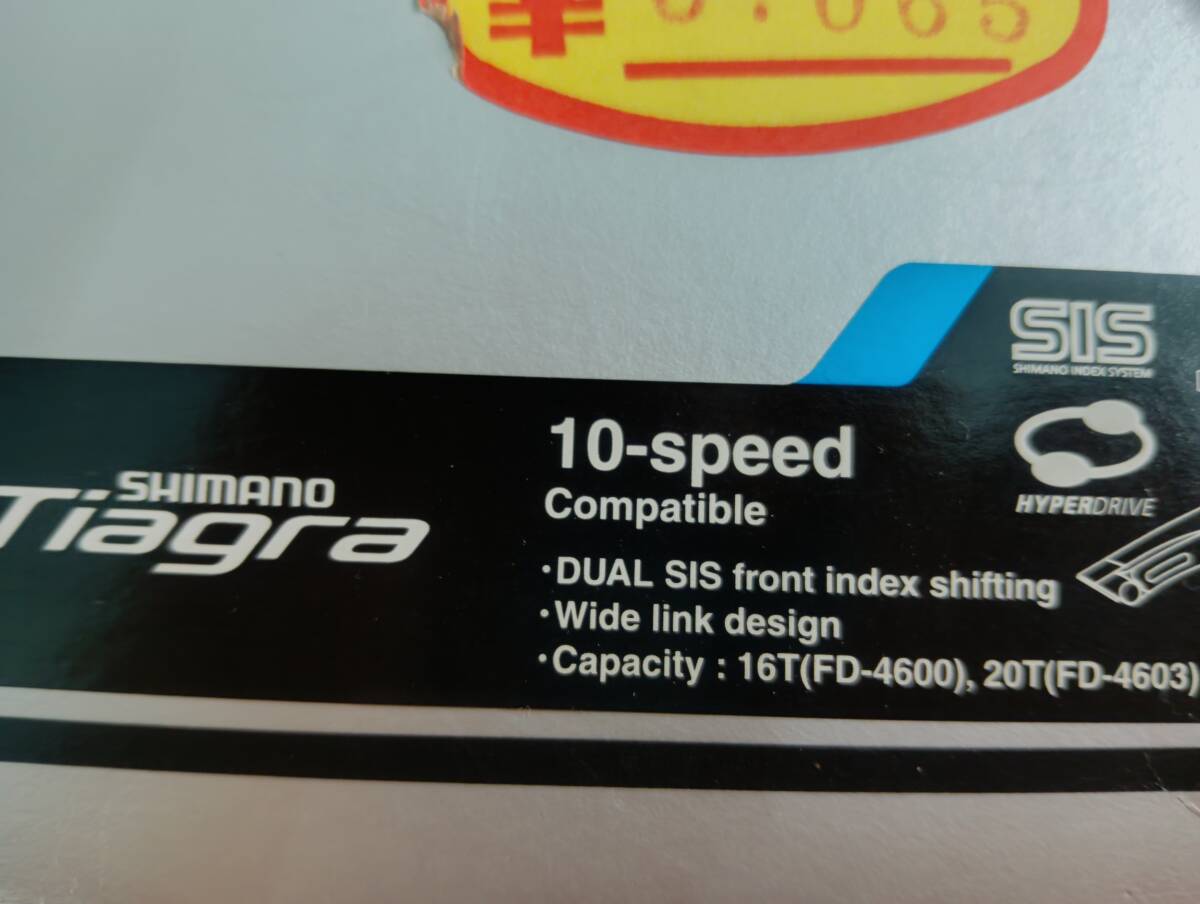 SIS
SHIMANO INDEX SYSTEM
HYPERDRIVE
SHIMANO
Tiagra
10-speed
Compatible
・DUAL SIS front index shifting
・Wide link design
・Capacity : 16T(FD-4600), 20T(FD-4603)